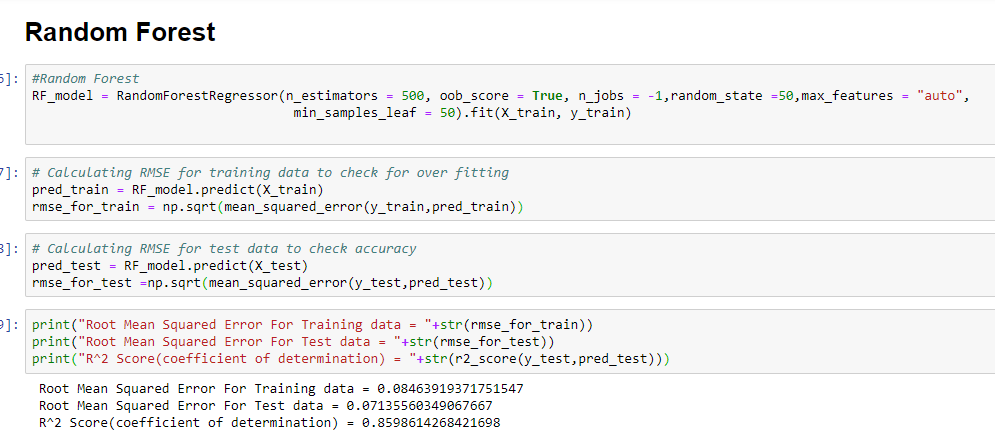 Random Forest
5]: #Random Forest
RF_model = RandomForestRegressor(n_estimators = 500, oob_score = True, n_jobs = -1,random_state =50,max_features = "auto",
min_samples_leaf = 50).fit(X_train, y_train)
7]: # Calculating RMSE for training data to check for over fitting
pred_train = RF_model.predict(X_train)
rmse_for_train = np.sqrt(mean_squared_error(y_train,pred_train))
8]: # Calculating RMSE for test data to check accuracy
pred_test = RF_model.predict(X_test)
rmse_for_test =np.sqrt(mean_squared_error(y_test,pred_test))
9]: print("Root Mean Squared Error For Training data = "+str(rmse_for_train))
print("Root Mean Squared Error For Test data = "+str(rmse_for_test))
print("R^2 Score(coefficient of determination) = "+str(r2_score(y_test,pred_test)))
Root Mean Squared Error For Training data = 0.08463919371751547
Root Mean Squared Error For Test data = 0.07135560349067667
R^2 Score(coefficient of determination) = 0.8598614268421698